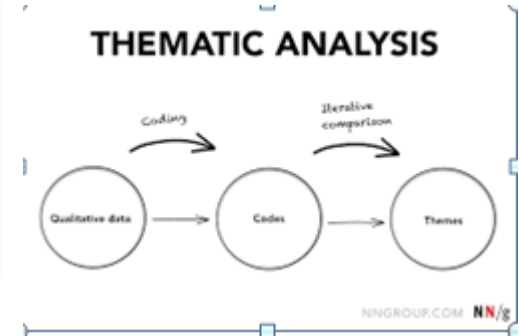 THEMATIC ANALYSIS
Coding
Iterative
comparison
Qualitative data
Codes
Themes
NNGROUP.COM NN/g